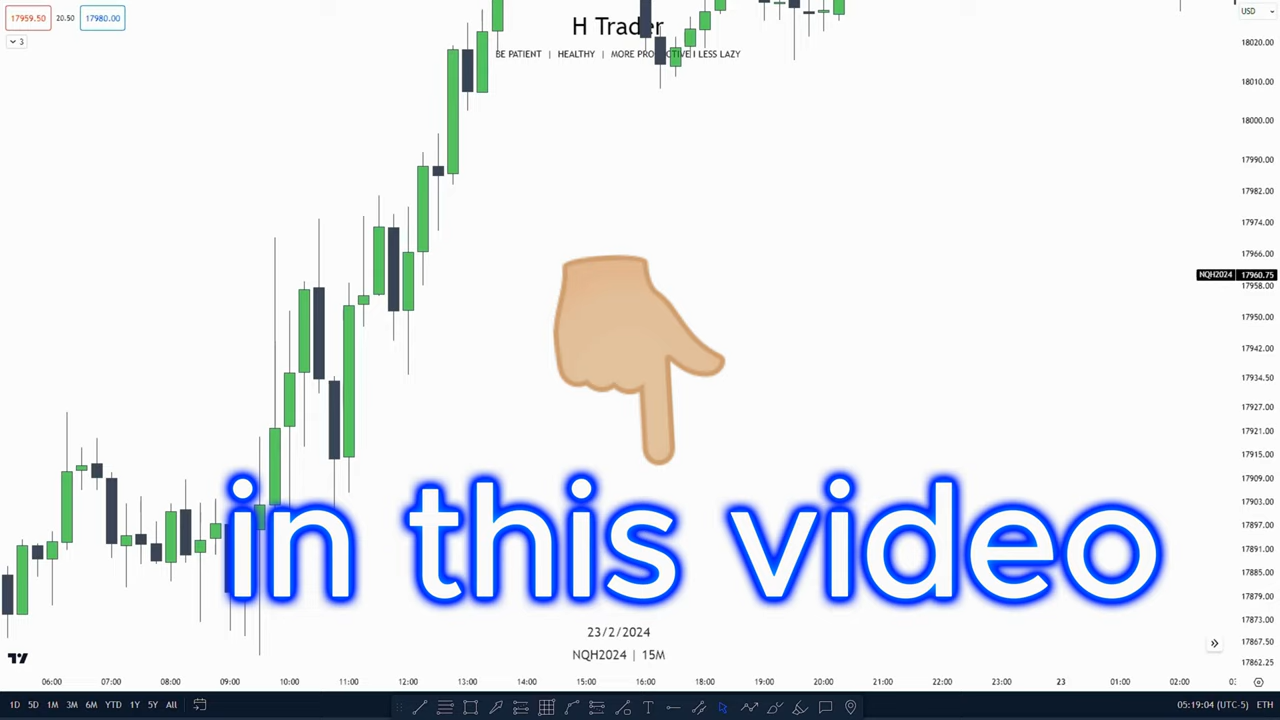 17959.50 20.50 17980.00
3
H Trader
BE PATIENT | HEALTHY | MORE PRODUCTIVE I LESS LAZY
USD
18020.00
18010.00
18000.00
17990.00
17982.00
17974.00
17966.00
NQH2024 17960.75
17958.00
17950.00
17942.00
17934.50
17927.00
17921.00
17915.00
17909.00
17903.00
17897.00
17891.00
17885.00
17879.00
17873.00
17867.50
17862.25
in this video
23/2/2024
NQH2024 | 15M
06:00 07:00 08:00 09:00 10:00 11:00 12:00 13:00 14:00 15:00 16:00 17:00 18:00 19:00 20:00 21:00 22:00 23 01:00 02:00
1D 5D 1M 3M 6M YTD 1Y 5Y All
05:19:04 (UTC-5) ETH